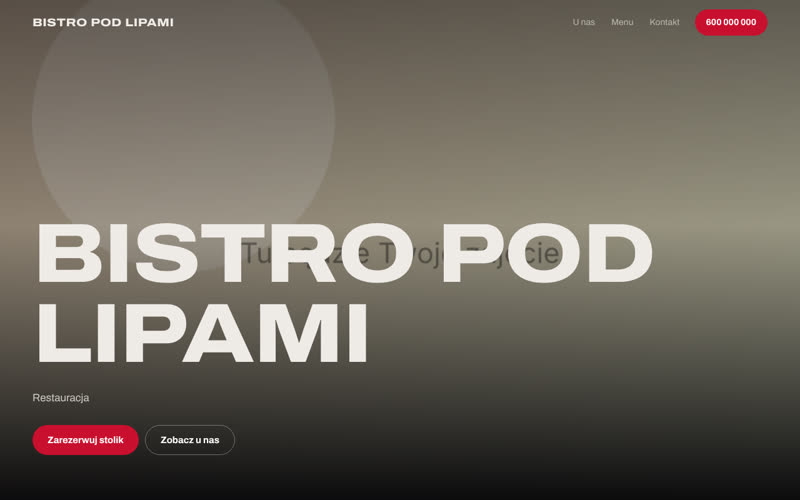 BISTRO POD LIPAMI
U nas
Menu
Kontakt
600 000 000
BISTRO POD
LIPAMI
Restauracja
Zarezerwuj stolik
Zobacz u nas